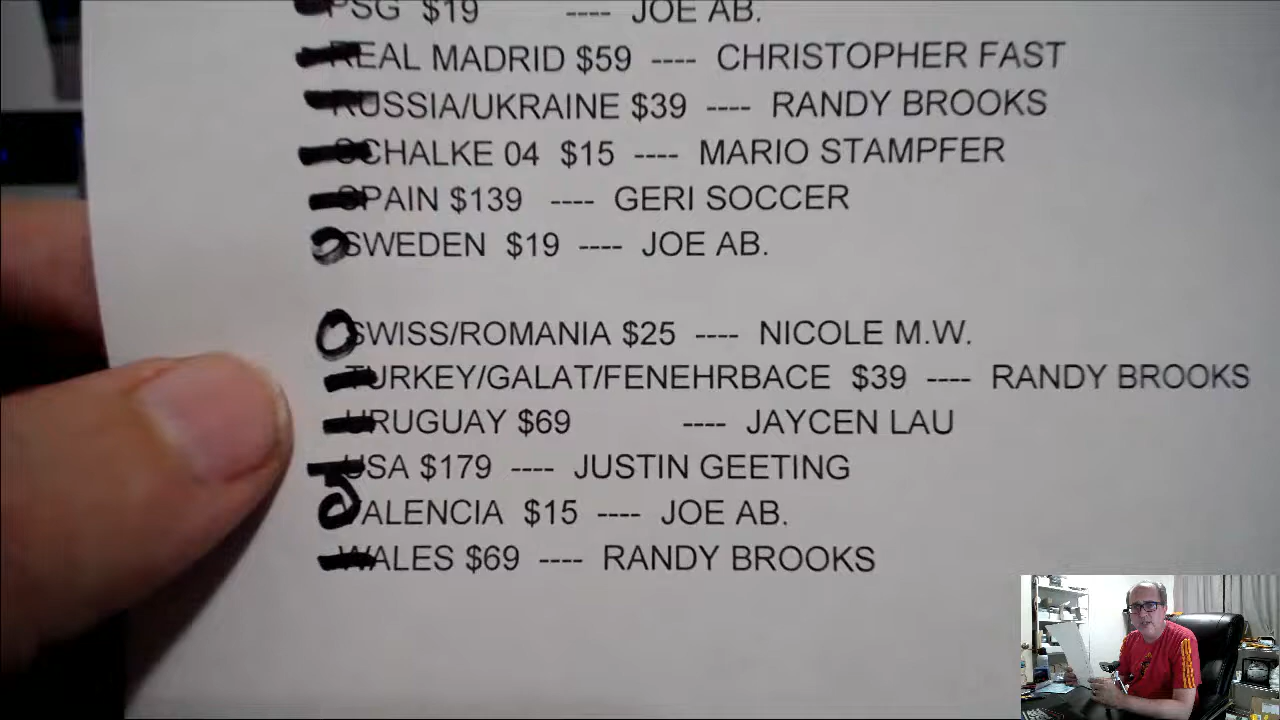 PSG $19 ---- JOE AB.
REAL MADRID $59 ---- CHRISTOPHER FAST
RUSSIA/UKRAINE $39 ---- RANDY BROOKS
SCHALKE 04 $15 ---- MARIO STAMPFER
SPAIN $139 ---- GERI SOCCER
SWEDEN $19 ---- JOE AB.
SWISS/ROMANIA $25 ---- NICOLE M.W.
TURKEY/GALAT/FENEHRBACE $39 ---- RANDY BROOKS
URUGUAY $69 ---- JAYCEN LAU
USA $179 ---- JUSTIN GEETING
VALENCIA $15 ---- JOE AB.
WALES $69 ---- RANDY BROOKS